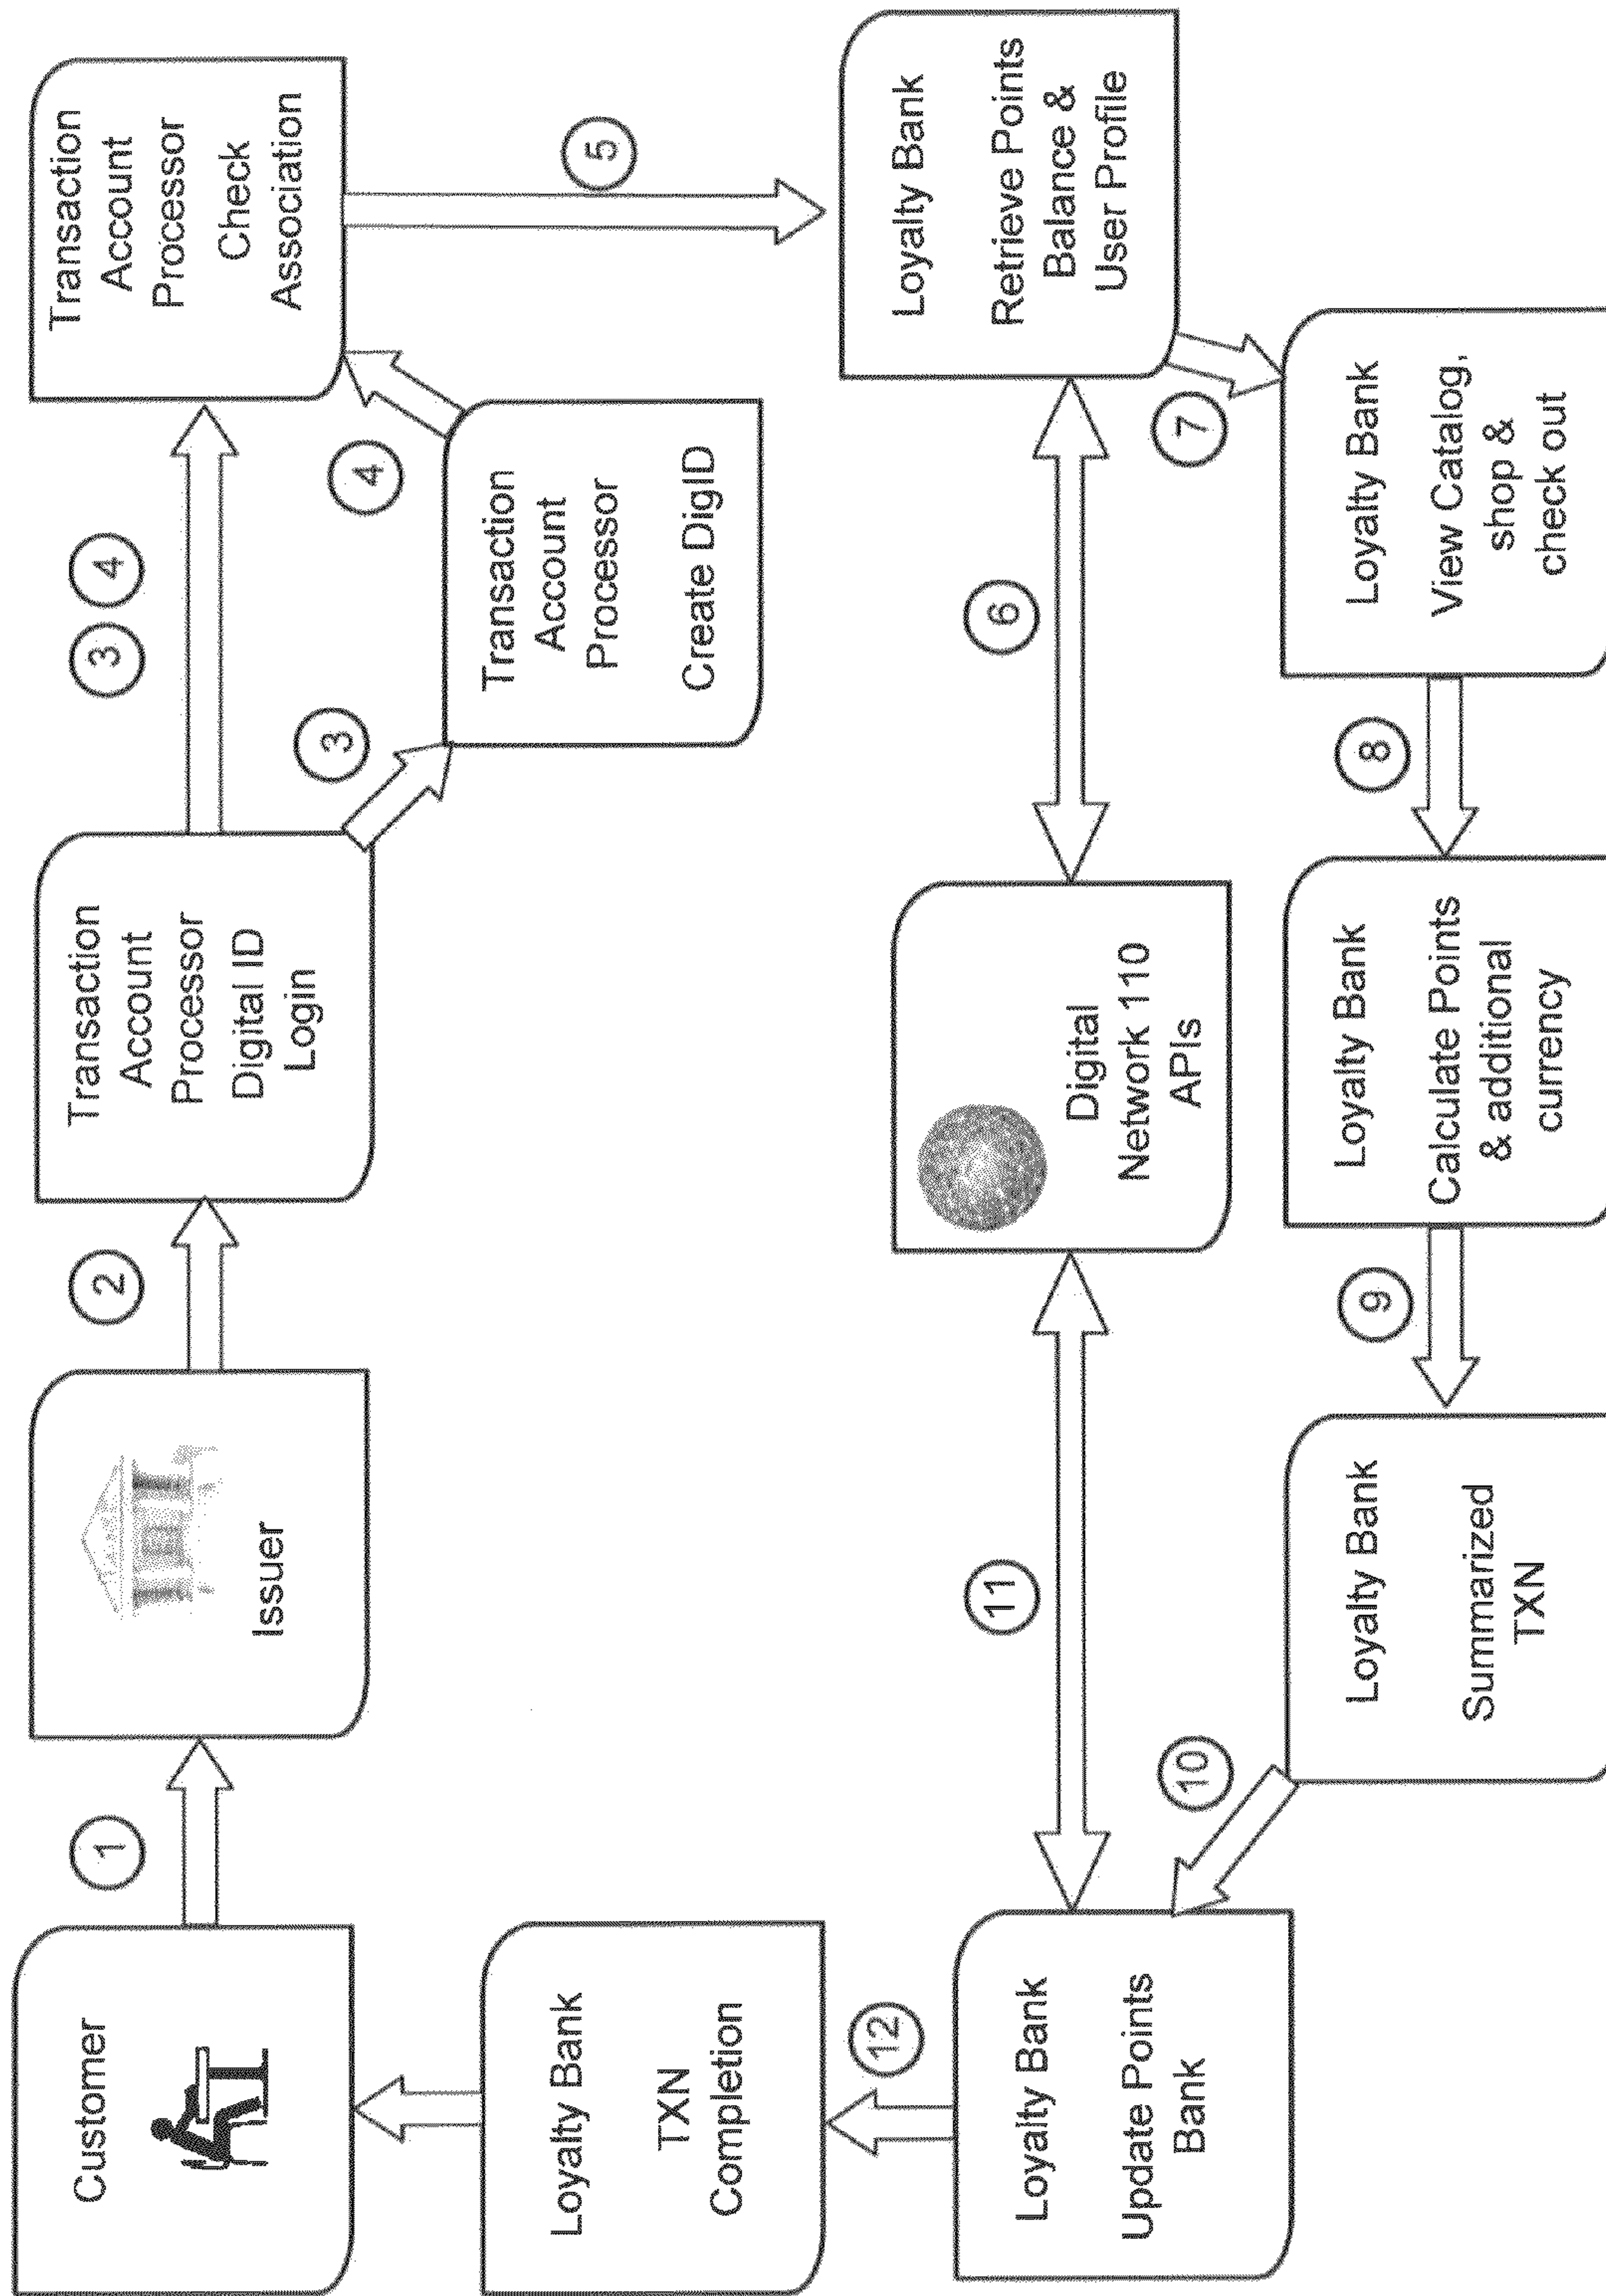 Customer
1
Issuer
2
Transaction
Account
Processor
Digital ID
Login
3
4
3
Transaction
Account
Processor
Create DigID
4
Transaction
Account
Processor
Check
Association
5
Loyalty Bank
Retrieve Points
Balance &
User Profile
6
Digital
Network 110
APIs
7
Loyalty Bank
View Catalog,
shop &
check out
8
Loyalty Bank
Calculate Points
& additional
currency
9
Loyalty Bank
Summarized
TXN
10
Loyalty Bank
Update Points
Bank
11
12
Loyalty Bank
TXN
Completion